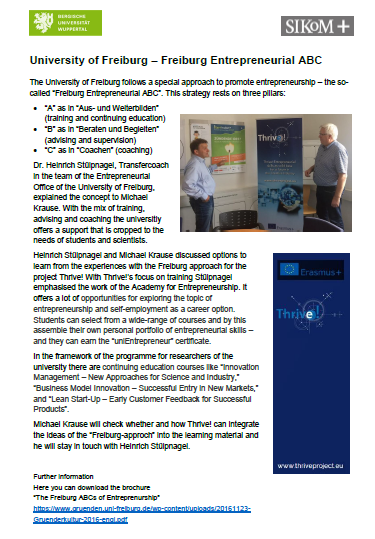 BERGISCHE
UNIVERSITÄT
WUPPERTAL
SIKoM+
University of Freiburg – Freiburg Entrepreneurial ABC
The University of Freiburg follows a special approach to promote entrepreneurship – the so-
called "Freiburg Entrepreneurial ABC". This strategy rests on three pillars:
• "A" as in "Aus- und Weiterbilden"
(training and continuing education)
• "B" as in "Beraten und Begleiten"
(advising and supervision)
• "C" as in "Coachen" (coaching)
Dr. Heinrich Stülpnagel, Transfercoach
in the team of the Entrepreneurial
Office of the University of Freiburg,
explained the concept to Michael
Krause. With the mix of training,
advising and coaching the universitiy
offers a support that is cropped to the
needs of students and scientists.
Thrive!
Heinrich Stülpnagel and Michael Krause discussed options to
learn from the experiences with the Freiburg approach for the
project Thrive! With Thrive!'s focus on training Stülpnagel
emphasised the work of the Academy for Entrepreneurship. It
offers a lot of opportunities for exploring the topic of
entrepreneurship and self-employment as a career option.
Students can select from a wide-range of courses and by this
assemble their own personal portfolio of entrepreneurial skills –
and they can earn the "uniEntrepreneur" certificate.
In the framework of the programme for researchers of the
university there are continuing education courses like "Innovation
Management – New Approaches for Science and Industry,"
"Business Model Innovation – Successful Entry in New Markets,"
and "Lean Start-Up – Early Customer Feedback for Successful
Products".
Michael Krause will check whether and how Thrive! can integrate
the ideas of the "Freiburg-approch" into the learning material and
he will stay in touch with Heinrich Stülpnagel.
Erasmus+
Thrive!
www.thriveproject.eu
Further information
Here you can download the brochure
"The Freiburg ABCs of Entreprenurship"
https://www.gruenden.uni-freiburg.de/wp-content/uploads/20161123-
Gruenderkultur-2016-engl.pdf